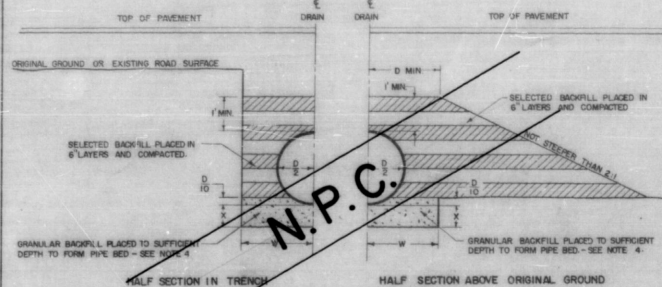 ℄ ℄
DRAIN DRAIN
TOP OF PAVEMENT
TOP OF PAVEMENT
ORIGINAL GROUND OR EXISTING ROAD SURFACE
D MIN.
1' MIN.
1' MIN.
SELECTED BACKFILL PLACED IN
6" LAYERS AND COMPACTED
SELECTED BACKFILL PLACED IN
6" LAYERS AND COMPACTED.
NOT STEEPER THAN 2:1
D
2
D
2
D
10
D
10
X
X
W
W
N.P.C.
GRANULAR BACKFILL PLACED TO SUFFICIENT
DEPTH TO FORM PIPE BED.-SEE NOTE 4
GRANULAR BACKFILL PLACED TO SUFFICIENT
DEPTH TO FORM PIPE BED.-SEE NOTE 4.
HALF SECTION IN TRENCH
HALF SECTION ABOVE ORIGINAL GROUND